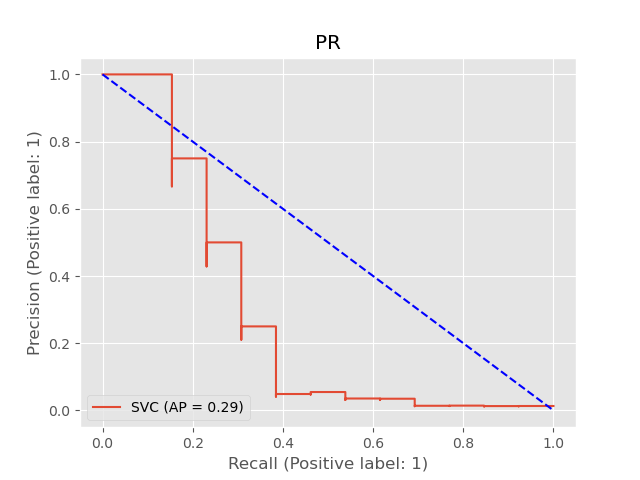 PR
Precision (Positive label: 1)
1.0
0.8
0.6
0.4
0.2
0.0
SVC (AP = 0.29)
0.0 0.2 0.4 0.6 0.8 1.0
Recall (Positive label: 1)